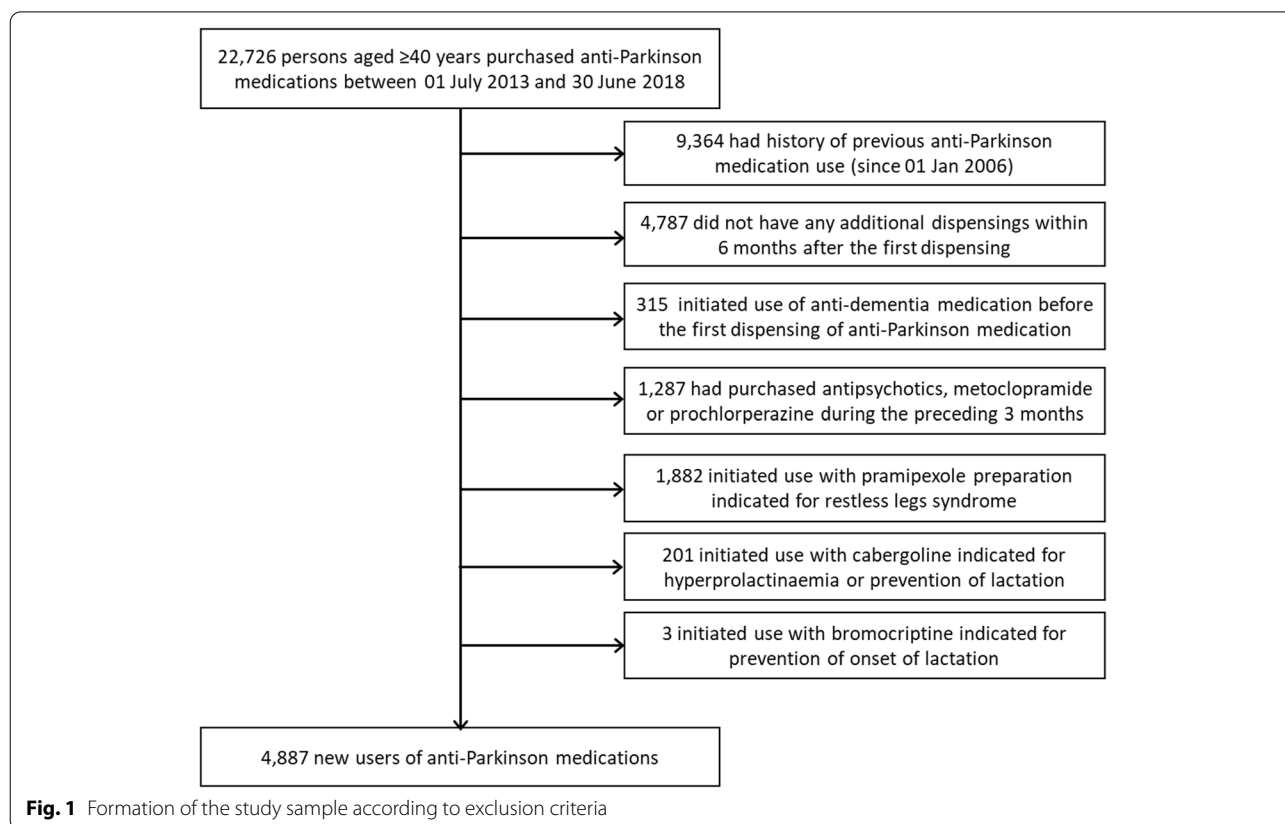 22,726 persons aged ≥40 years purchased anti-Parkinson
medications between 01 July 2013 and 30 June 2018
9,364 had history of previous anti-Parkinson
medication use (since 01 Jan 2006)
4,787 did not have any additional dispensings within
6 months after the first dispensing
315 initiated use of anti-dementia medication before
the first dispensing of anti-Parkinson medication
1,287 had purchased antipsychotics, metoclopramide
or prochlorperazine during the preceding 3 months
1,882 initiated use with pramipexole preparation
indicated for restless legs syndrome
201 initiated use with cabergoline indicated for
hyperprolactinaemia or prevention of lactation
3 initiated use with bromocriptine indicated for
prevention of onset of lactation
4,887 new users of anti-Parkinson medications
Fig. 1 Formation of the study sample according to exclusion criteria